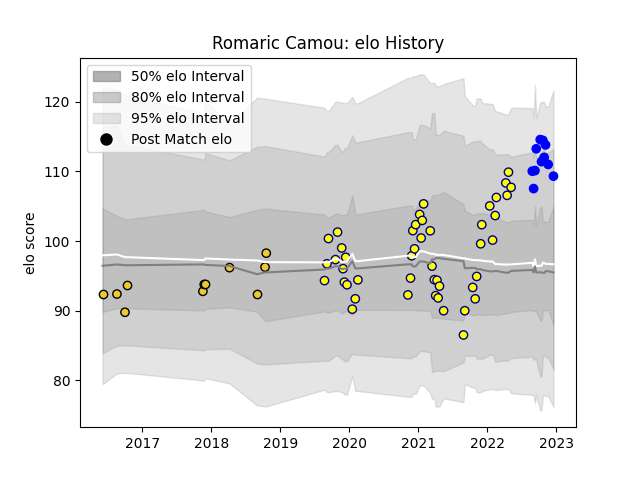 Romaric Camou: elo History
50% elo Interval
80% elo Interval
95% elo Interval
Post Match elo
elo score
120
110
100
90
80
2017 2018 2019 2020 2021 2022 2023